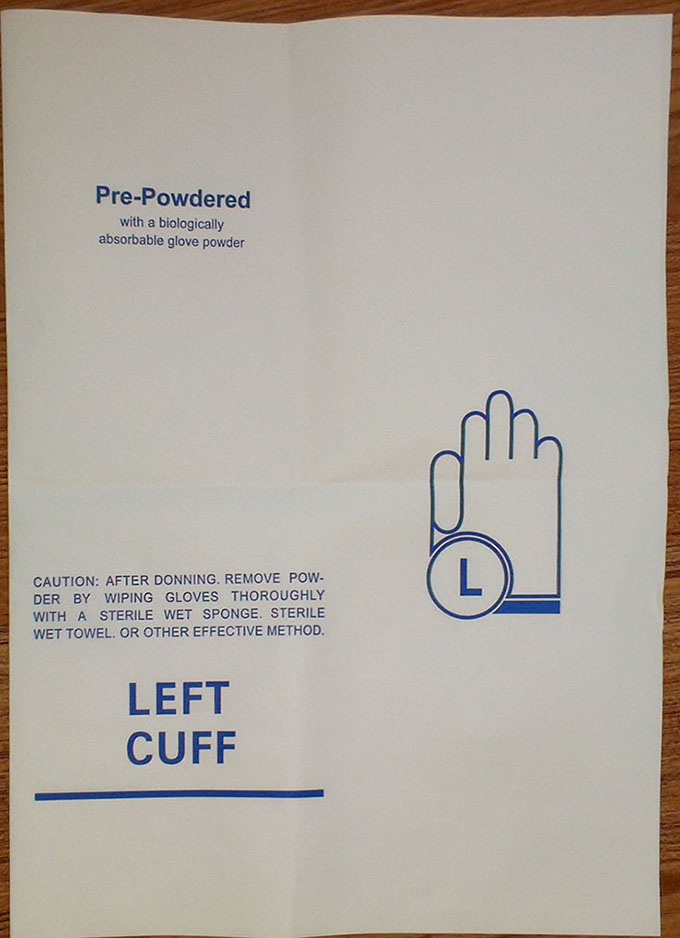 Pre-Powdered
with a biologically
absorbable glove powder
CAUTION: AFTER DONNING. REMOVE POW-
DER BY WIPING GLOVES THOROUGHLY
WITH A STERILE WET SPONGE. STERILE
WET TOWEL. OR OTHER EFFECTIVE METHOD.
LEFT
CUFF
L